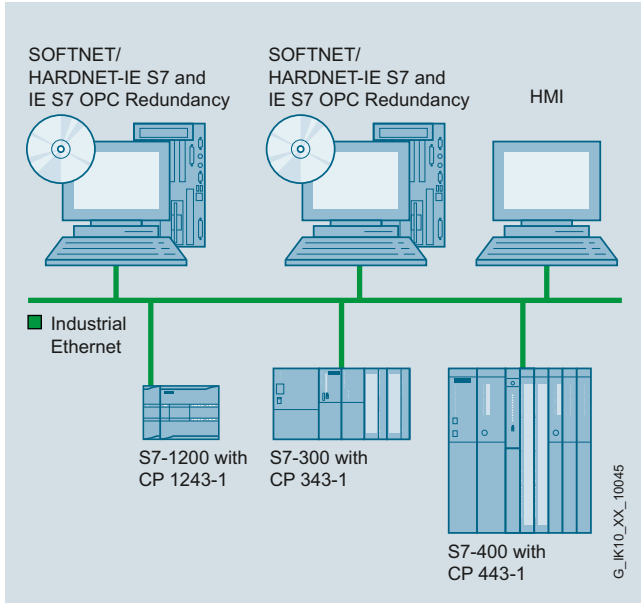 SOFTNET/
HARDNET-IE S7 and
IE S7 OPC Redundancy
SOFTNET/
HARDNET-IE S7 and
IE S7 OPC Redundancy
HMI
Industrial
Ethernet
S7-1200 with
CP 1243-1
S7-300 with
CP 343-1
S7-400 with
CP 443-1
G_IK10_XX_10045